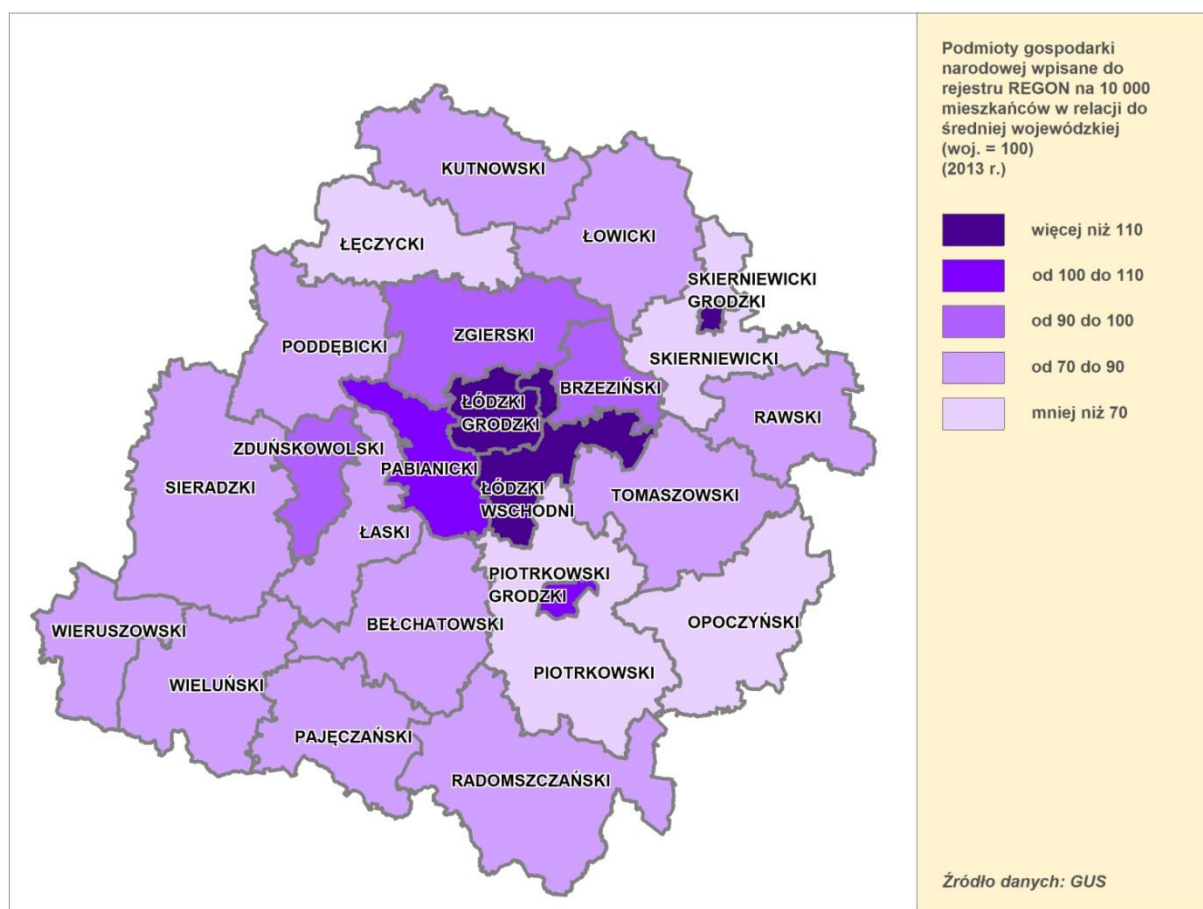 Podmioty gospodarki
narodowej wpisane do
rejestru REGON na 10 000
mieszkańców w relacji do
średniej wojewódzkiej
(woj. = 100)
(2013 r.)
więcej niż 110
od 100 do 110
od 90 do 100
od 70 do 90
mniej niż 70
Źródło danych: GUS
KUTNOWSKI
ŁĘCZYCKI
ŁOWICKI
SKIERNIEWICKI
GRODZKI
ZGIERSKI
PODDĘBICKI
SKIERNIEWICKI
BRZEZIŃSKI
ŁÓDZKI
GRODZKI
RAWSKI
ZDUŃSKOWOLSKI
PABIANICKI
SIERADZKI
ŁÓDZKI
WSCHODNI
TOMASZOWSKI
ŁASKI
PIOTRKOWSKI
GRODZKI
BEŁCHATOWSKI
OPOCZYŃSKI
WIERUSZOWSKI
PIOTRKOWSKI
WIELUŃSKI
PAJĘCZAŃSKI
RADOMSZCZAŃSKI